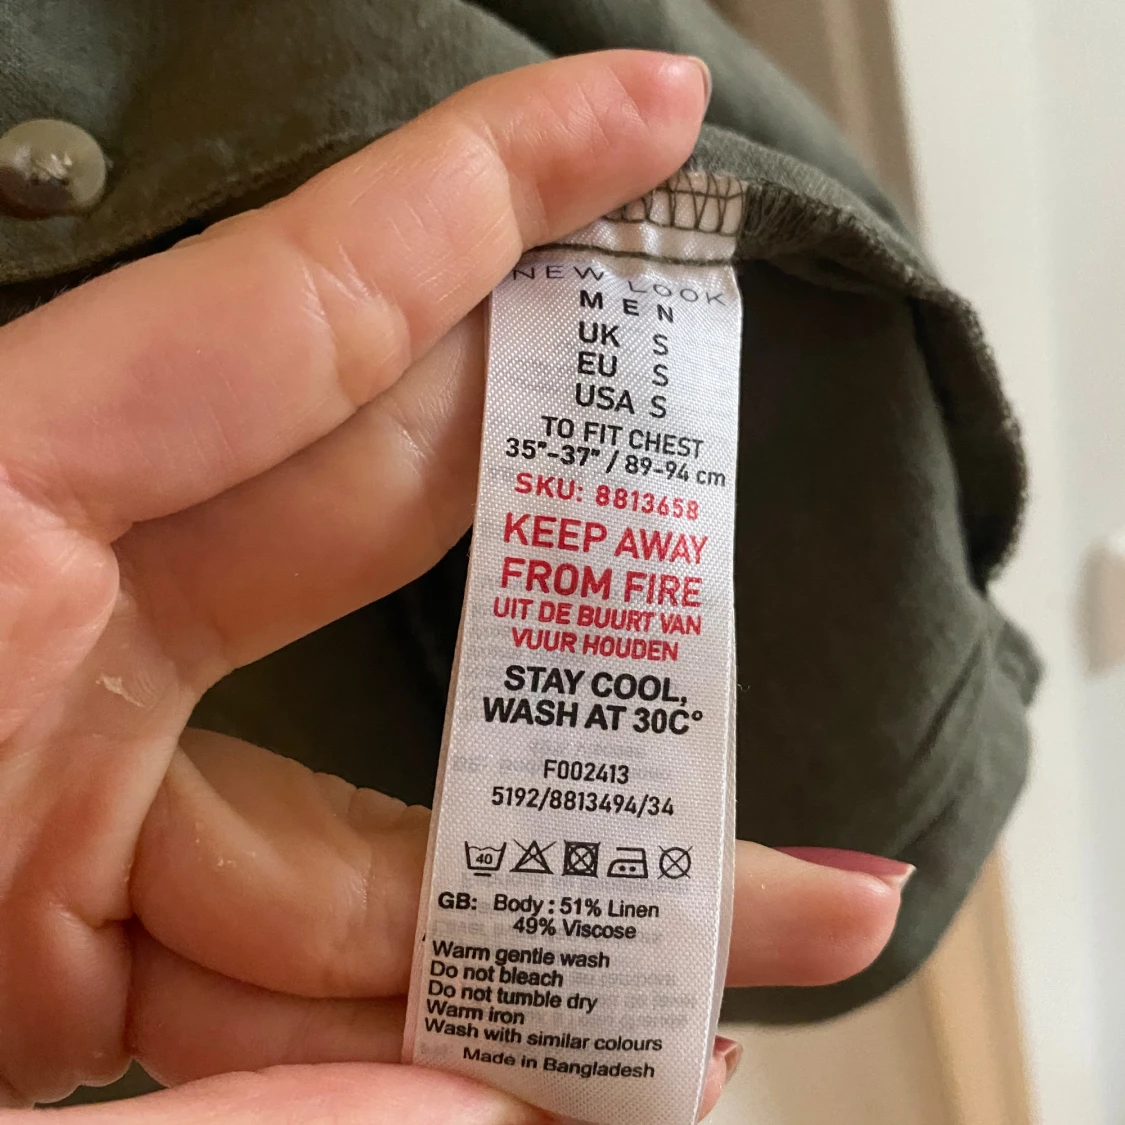 NEW LOOK
MEN
UK S
EU S
USA S
TO FIT CHEST
35"-37" / 89-94 cm
SKU: 8813658
KEEP AWAY
FROM FIRE
UIT DE BUURT VAN
VUUR HOUDEN
STAY COOL,
WASH AT 30C°
F002413
5192/8813494/34
40
GB: Body : 51% Linen
49% Viscose
Warm gentle wash
Do not bleach
Do not tumble dry
Warm iron
Wash with similar colours
Made in Bangladesh